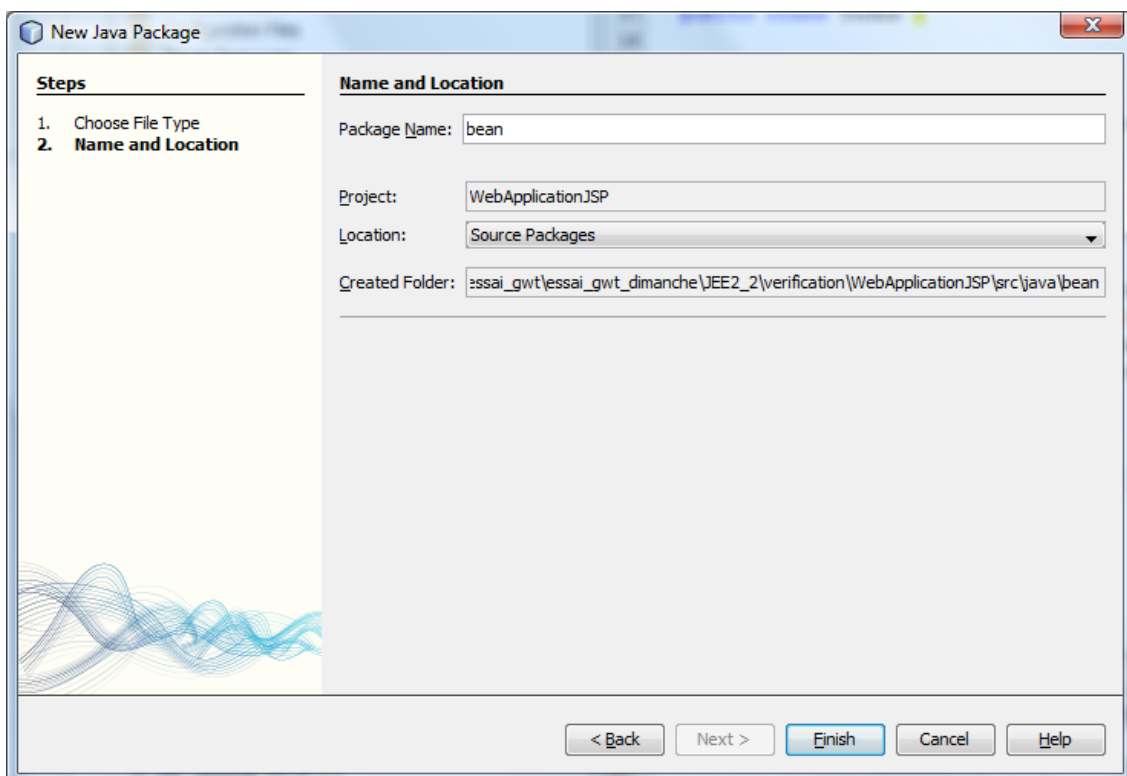 New Java Package
Steps
1. Choose File Type
2. Name and Location
Name and Location
Package Name: bean
Project: WebApplicationJSP
Location: Source Packages
Created Folder: essai_gwt\essai_gwt_dimanche\JEE2_2\verification\WebApplicationJSP\src\java\bean
< Back Next > Finish Cancel Help